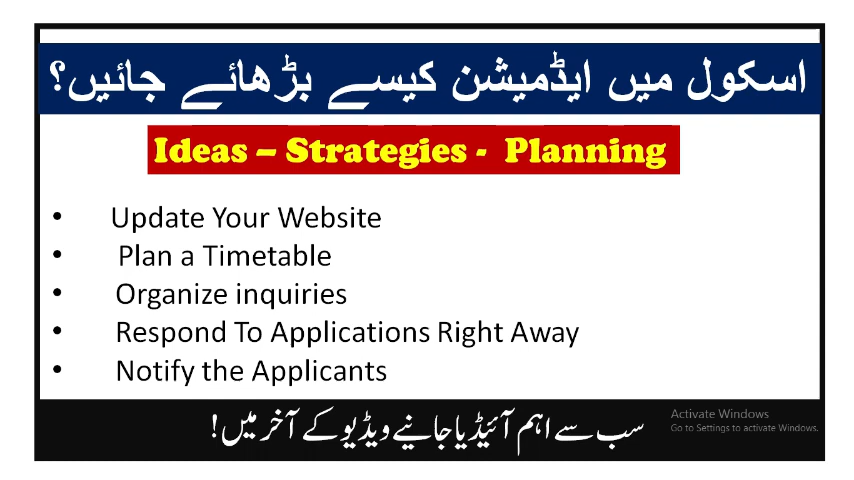 اسکول میں ایڈمیشن کیسے بڑھائے جائیں؟
Ideas – Strategies - Planning
• Update Your Website
• Plan a Timetable
• Organize inquiries
• Respond To Applications Right Away
• Notify the Applicants
سب سے اہم آئیڈیا جانیے ویڈیو کے آخر میں!
Activate Windows
Go to Settings to activate Windows.